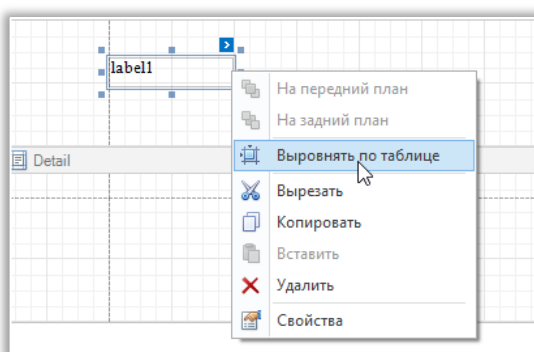 label1
На передний план
На задний план
Выровнять по таблице
Detail
Вырезать
Копировать
Вставить
Удалить
Свойства